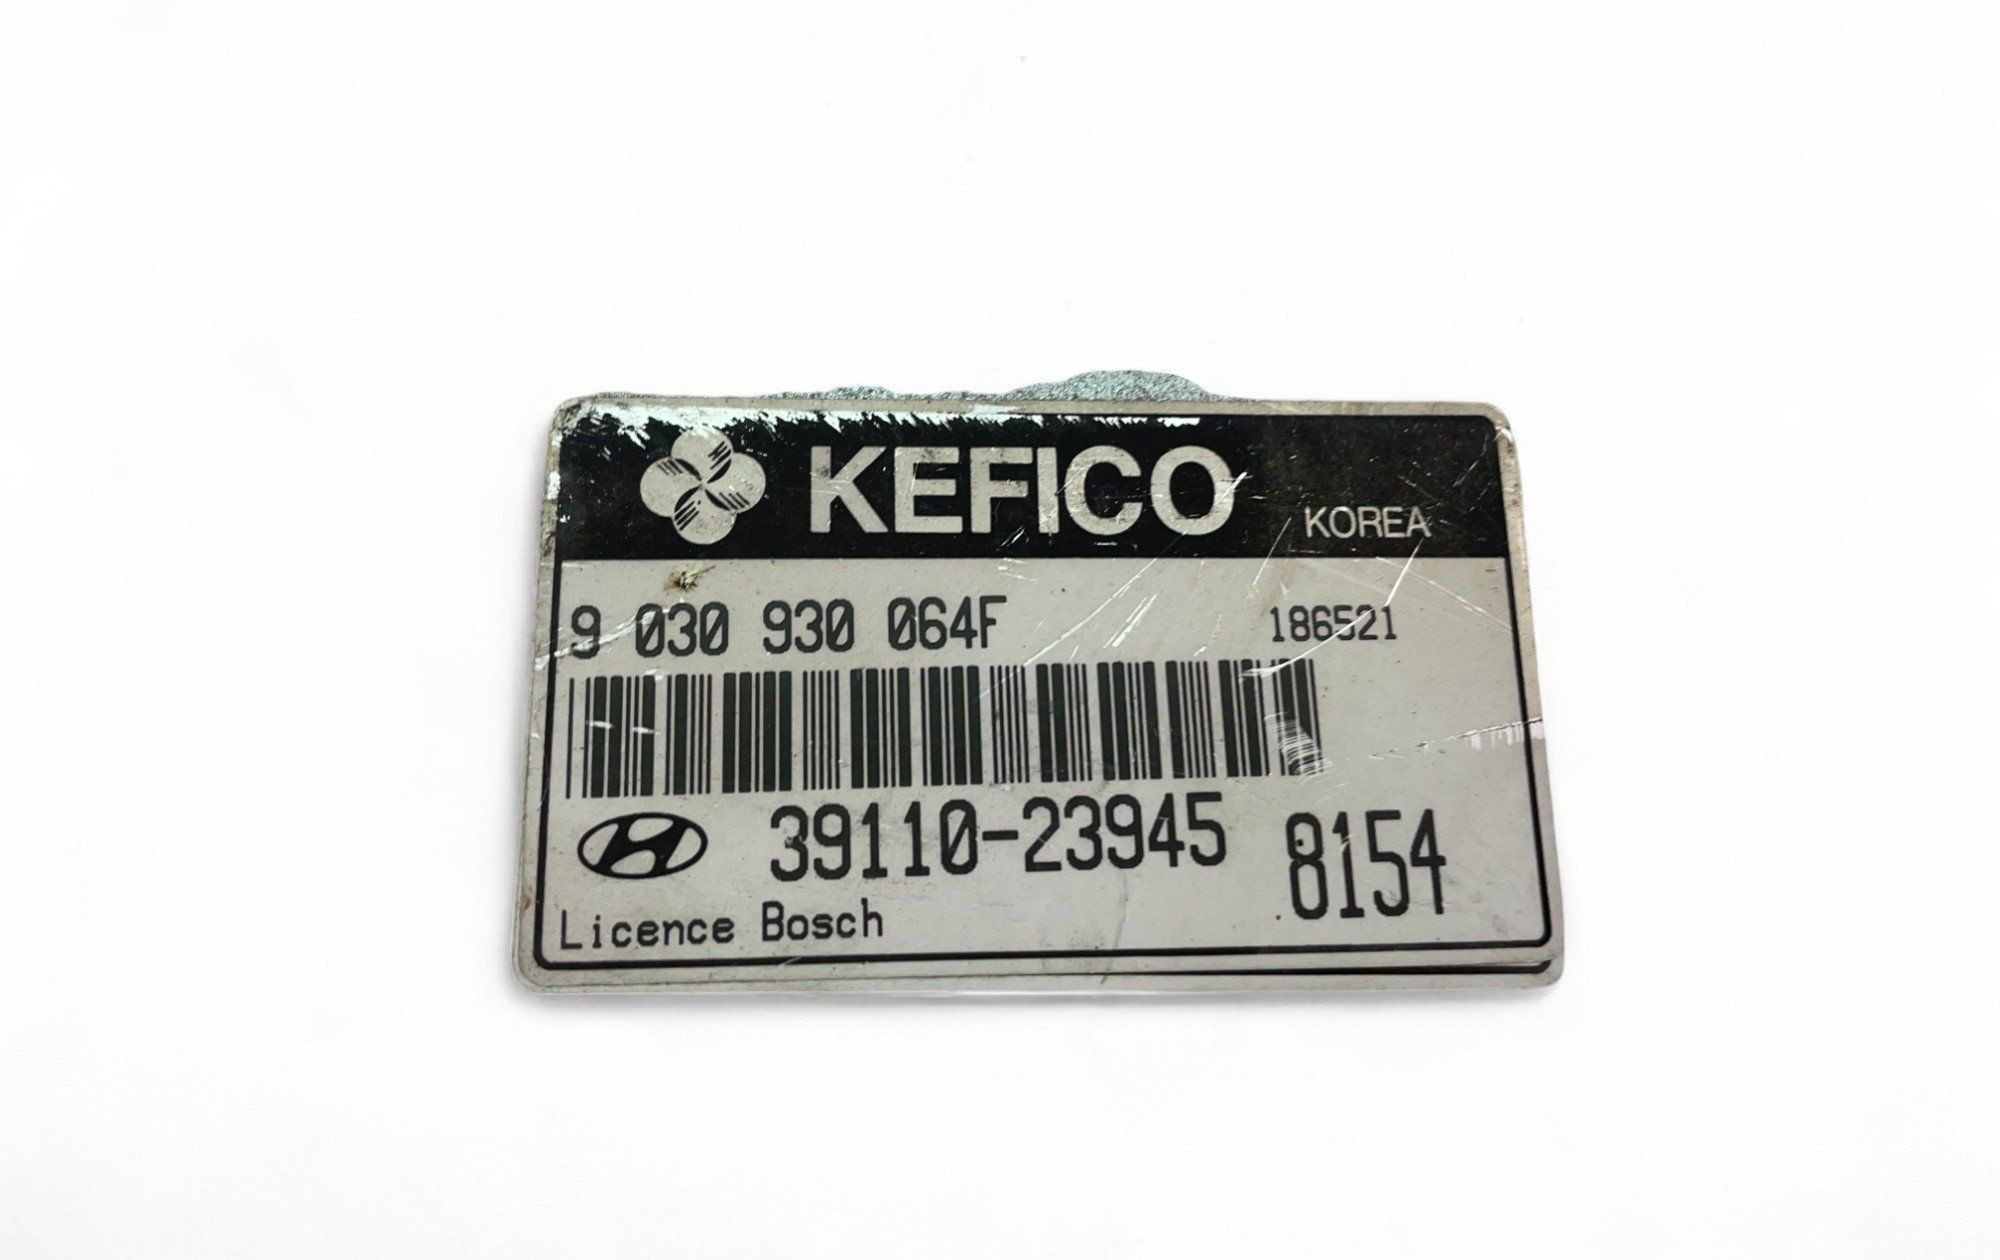 KEFICO KOREA
9 030 930 064F 186521
39110-23945 8154
Licence Bosch